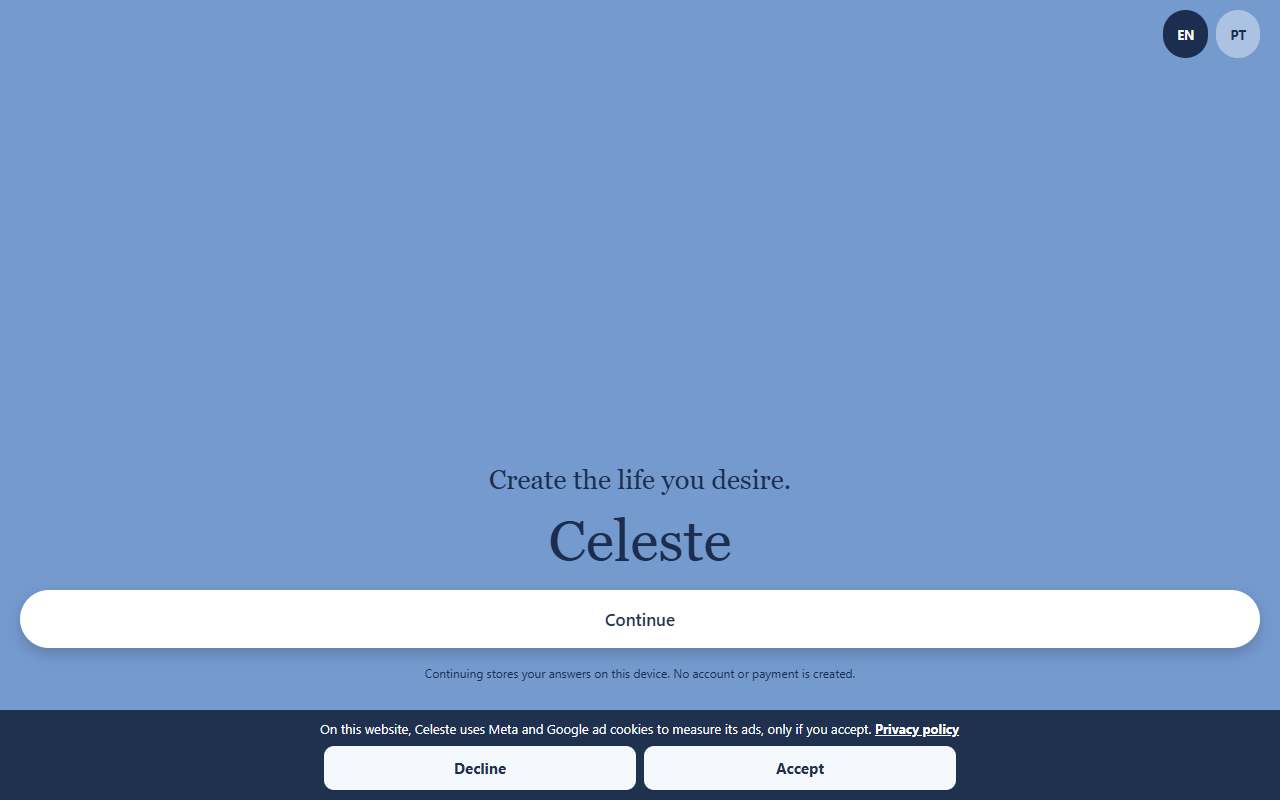 EN
PT
Create the life you desire.
Celeste
Continue
Continuing stores your answers on this device. No account or payment is created.
On this website, Celeste uses Meta and Google ad cookies to measure its ads, only if you accept. Privacy policy
Decline
Accept